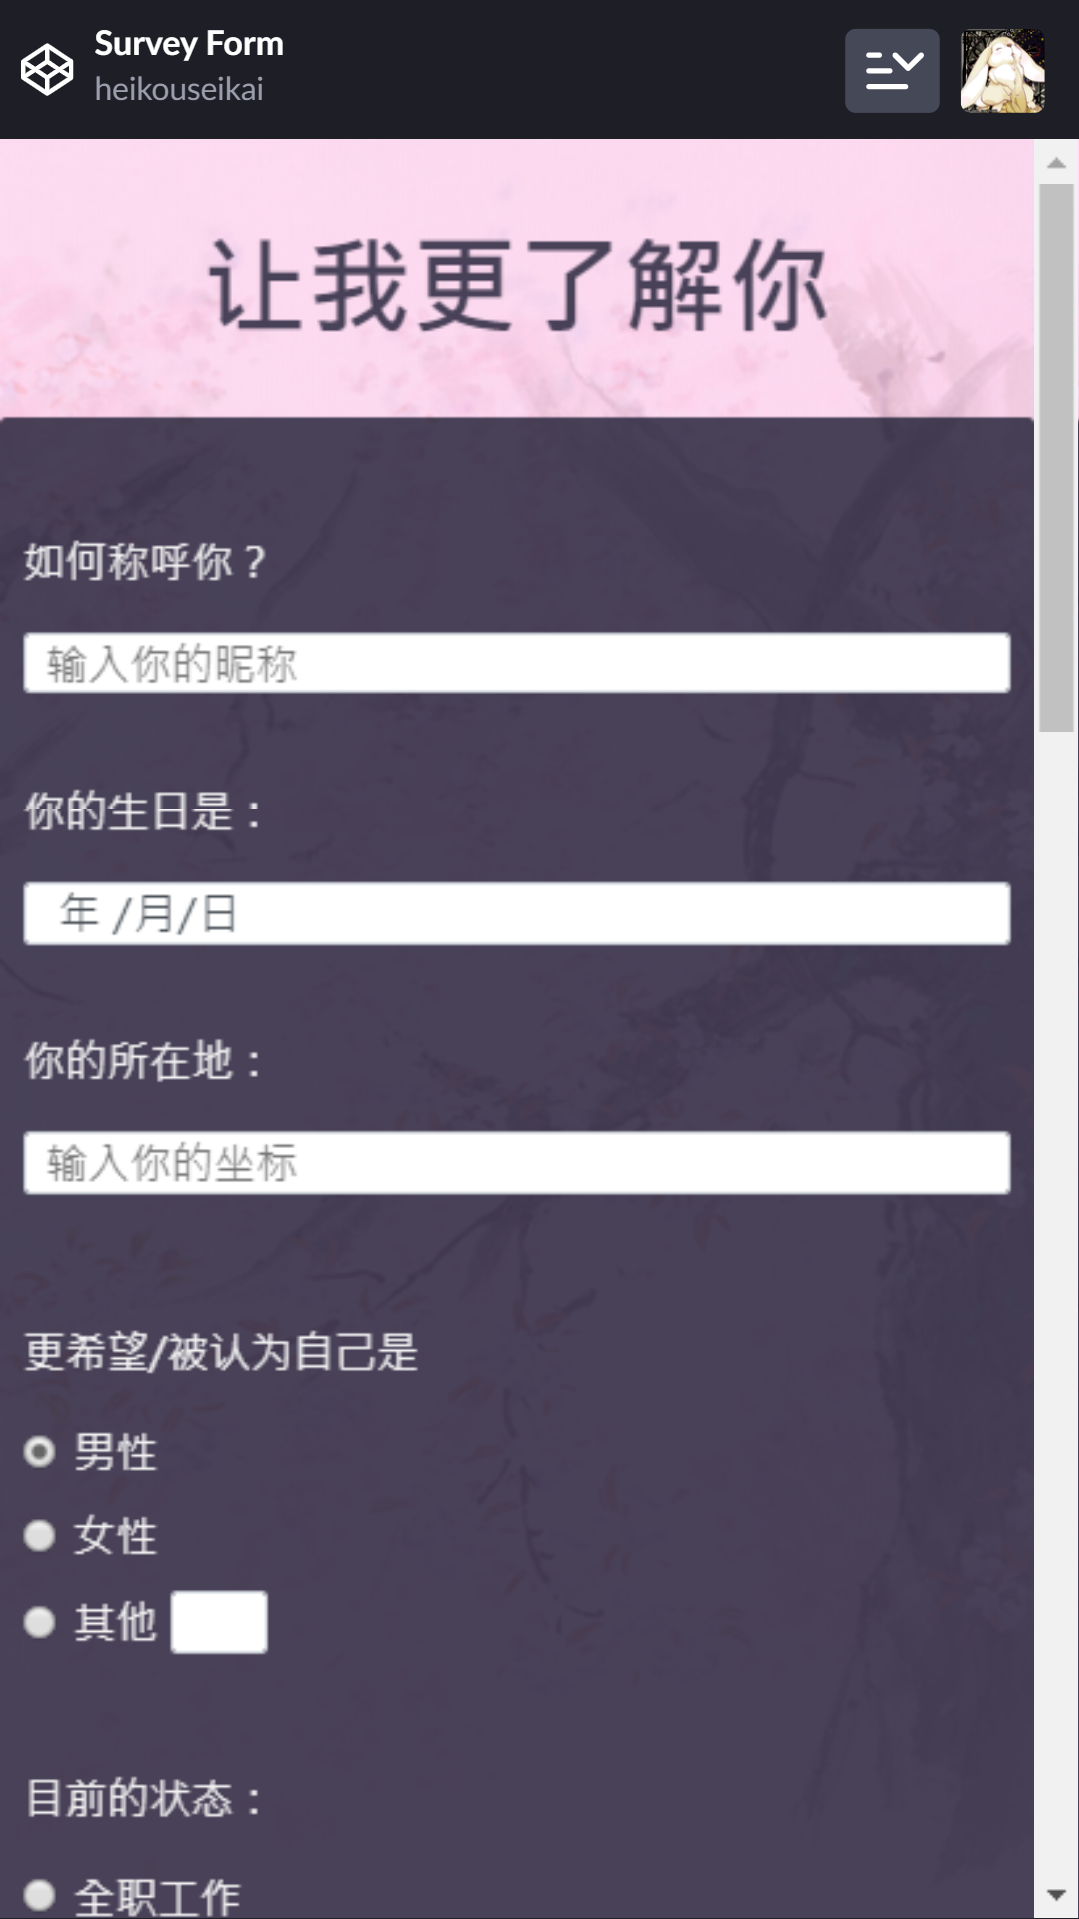 Survey Form
heikouseikai
让我更了解你
如何称呼你？
输入你的昵称
你的生日是：
年 /月/日
你的所在地：
输入你的坐标
更希望/被认为自己是
男性
女性
其他
目前的状态：
全职工作